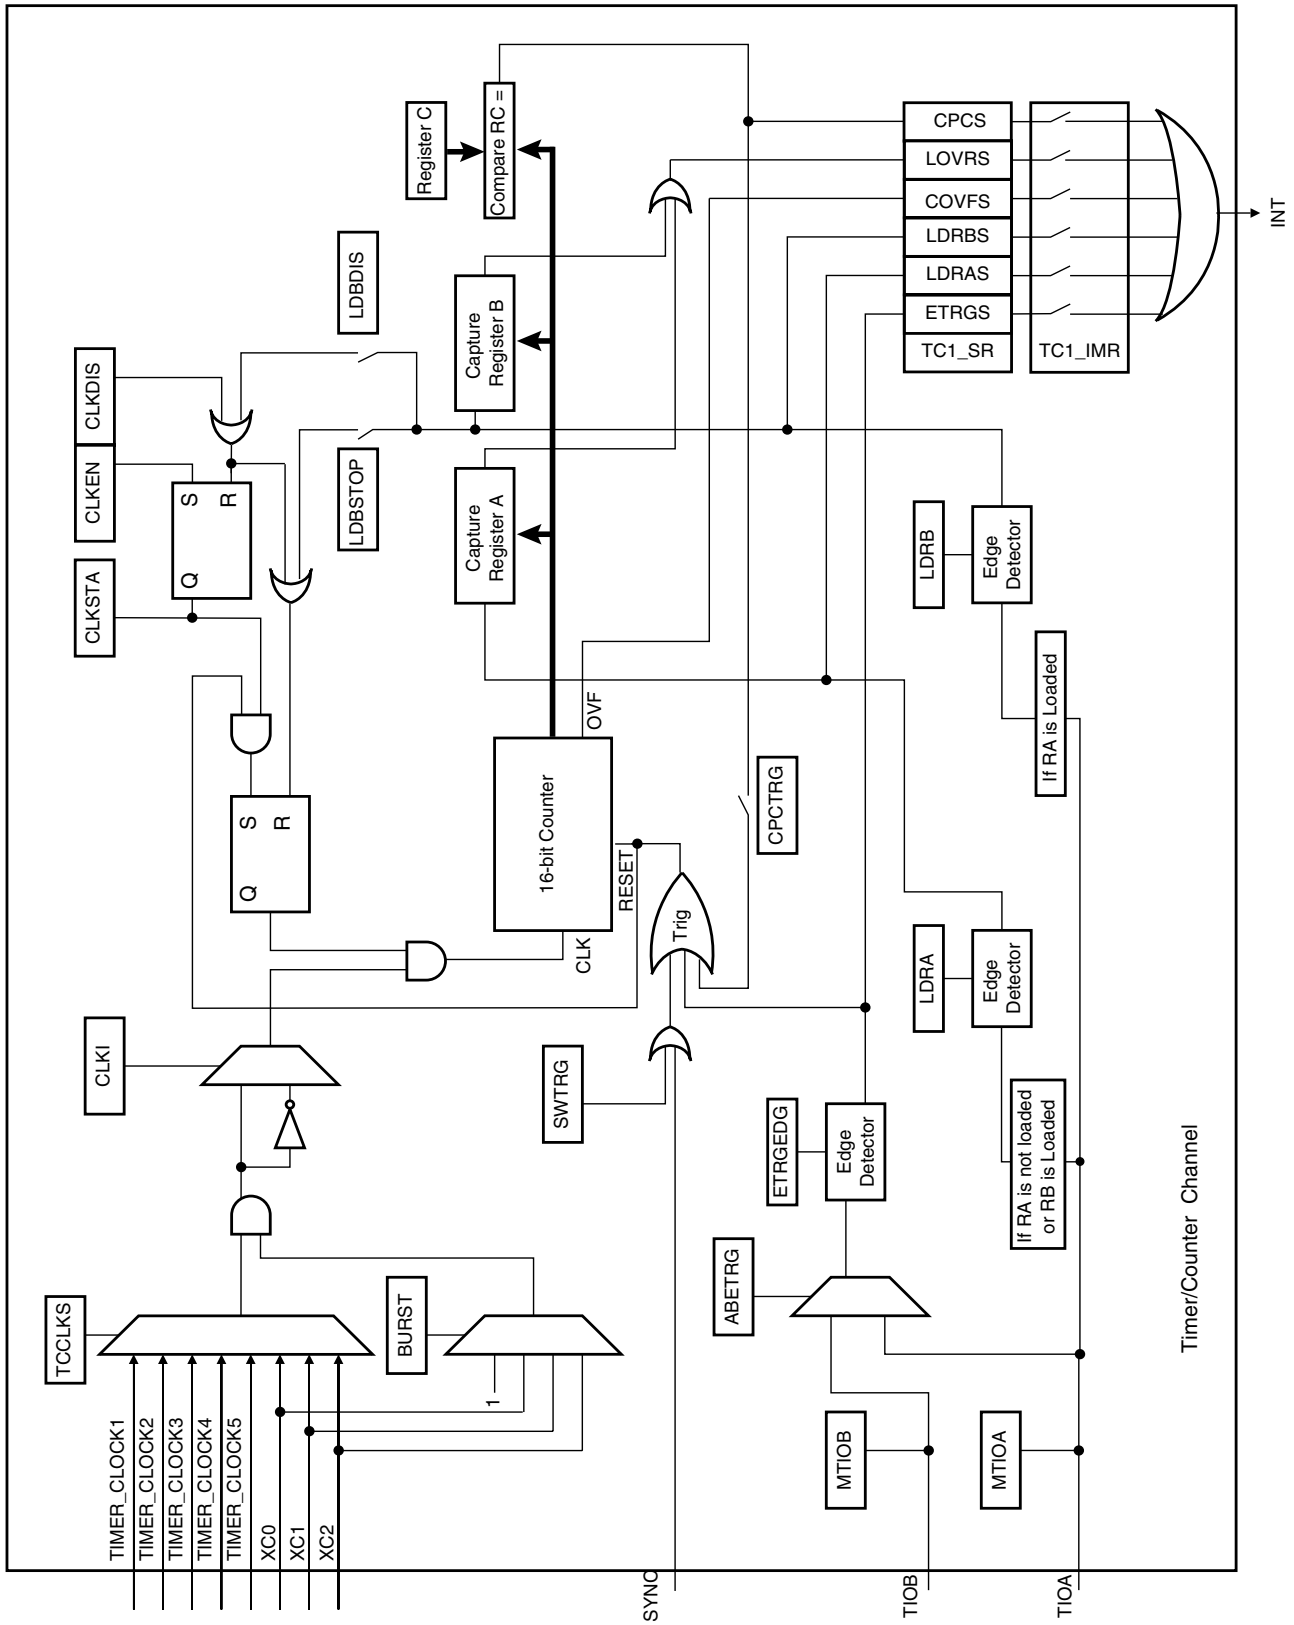 TCCLKS
TIMER_CLOCK1
TIMER_CLOCK2
TIMER_CLOCK3
TIMER_CLOCK4
TIMER_CLOCK5
XC0
XC1
XC2
CLKI
CLKSTA
CLKEN
CLKDIS
Q
S
R
Q
S
R
BURST
1
LDBSTOP
LDBDIS
Register C
Capture
Register A
Capture
Register B
Compare RC =
16-bit Counter
CLK
OVF
RESET
SWTRG
Trig
SYNC
CPCTRG
ABETRG
ETRGEDG
Edge
Detector
MTIOB
TIOB
LDRA
Edge
Detector
LDRB
Edge
Detector
If RA is not loaded
or RB is Loaded
If RA is Loaded
MTIOA
TIOA
CPCS
LOVRS
COVFS
LDRBS
LDRAS
ETRGS
TC1_SR
TC1_IMR
INT
Timer/Counter Channel